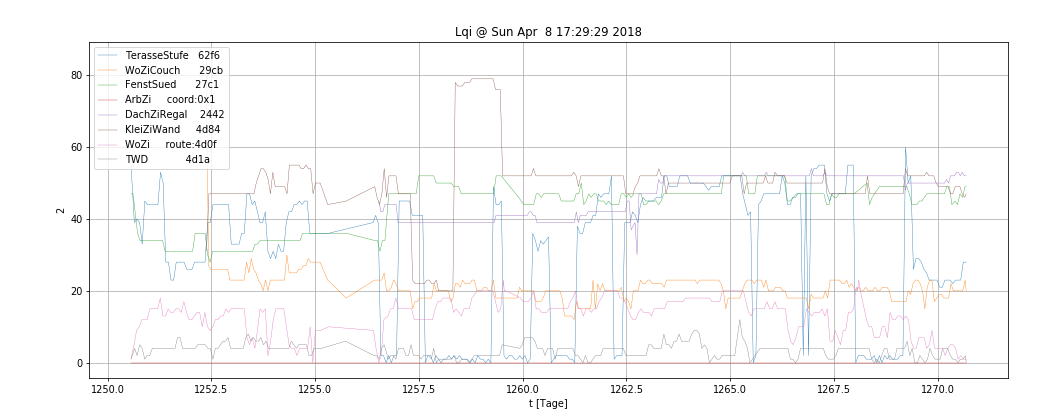 Lqi @ Sun Apr  8 17:29:29 2018
TerasseStufe   62f6
WoZiCouch      29cb
FenstSued      27c1
ArbZi     coord:0x1
DachZiRegal    2442
KleiZiWand     4d84
WoZi     route:4d0f
TWD            4d1a
80
60
40
20
0
2
1250.0 1252.5 1255.0 1257.5 1260.0 1262.5 1265.0 1267.5 1270.0
t [Tage]